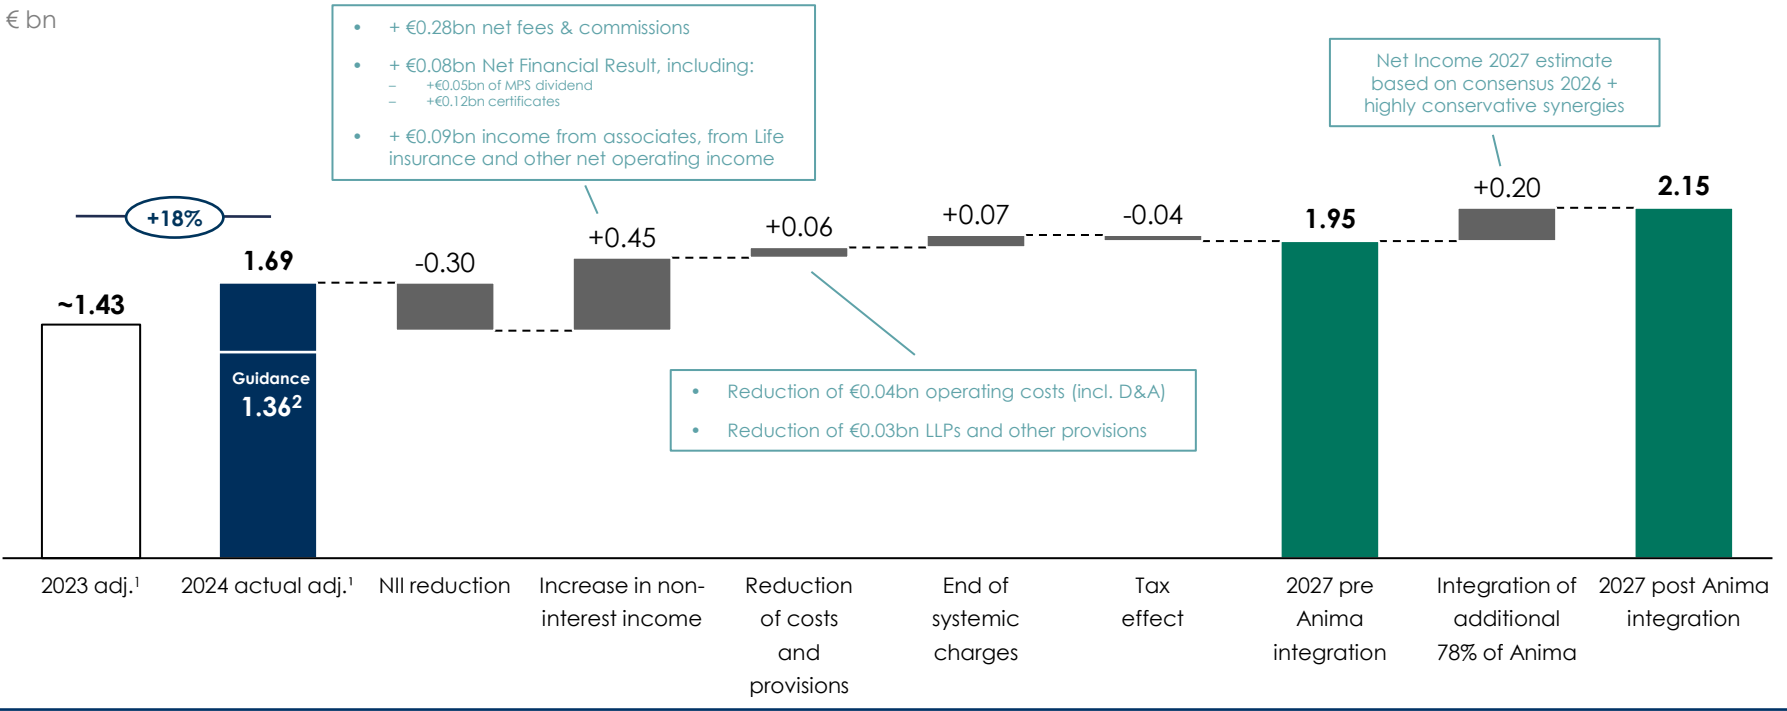 € bn
• + €0.28bn net fees & commissions
• + €0.08bn Net Financial Result, including:
– +€0.05bn of MPS dividend
– +€0.12bn certificates
• + €0.09bn income from associates, from Life
insurance and other net operating income
Net Income 2027 estimate
based on consensus 2026 +
highly conservative synergies
+18%
~1.43
1.69
-0.30
+0.45
+0.06
+0.07
-0.04
1.95
+0.20
2.15
Guidance
1.36²
• Reduction of €0.04bn operating costs (incl. D&A)
• Reduction of €0.03bn LLPs and other provisions
2023 adj.¹
2024 actual adj.¹
NII reduction
Increase in non-
interest income
Reduction
of costs
and
provisions
End of
systemic
charges
Tax
effect
2027 pre
Anima
integration
Integration of
additional
78% of Anima
2027 post Anima
integration